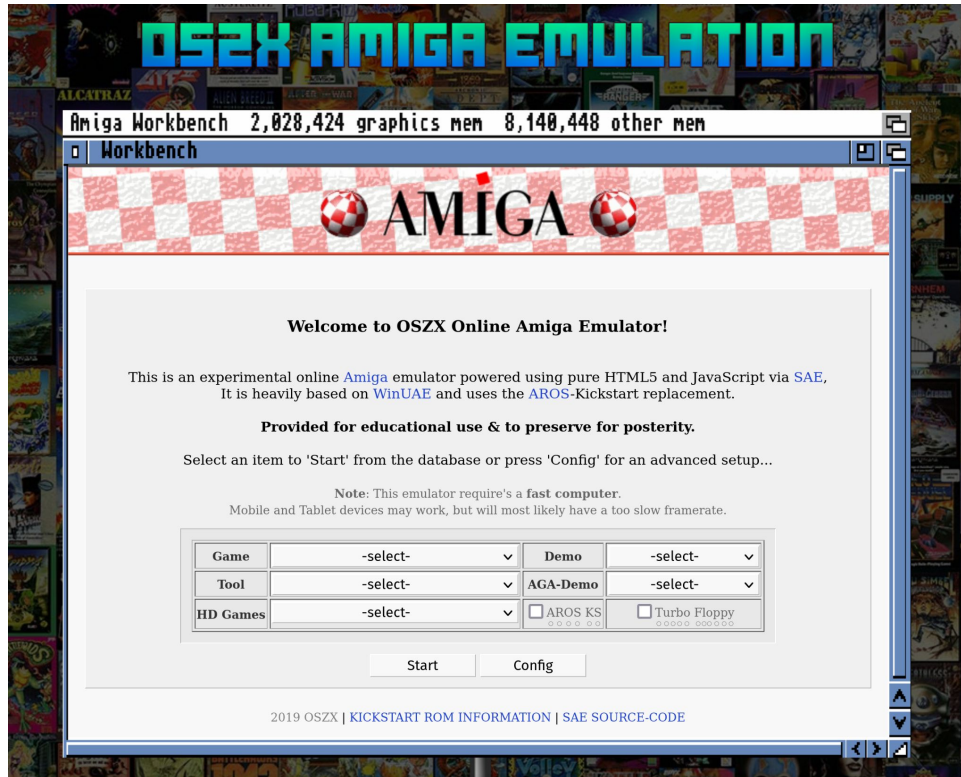 OSZX AMIGA EMULATION
ALCATRAZ
ALIEN BREED II
RANGER
Amiga Workbench 2,028,424 graphics mem 8,140,448 other mem
Workbench
SUPPLY
AMIGA
Welcome to OSZX Online Amiga Emulator!
This is an experimental online Amiga emulator powered using pure HTML5 and JavaScript via SAE,
It is heavily based on WinUAE and uses the AROS-Kickstart replacement.
Provided for educational use & to preserve for posterity.
Select an item to 'Start' from the database or press 'Config' for an advanced setup...
Note: This emulator require's a fast computer.
Mobile and Tablet devices may work, but will most likely have a too slow framerate.
Game -select- Demo -select-
Tool -select- AGA-Demo -select-
HD Games -select- AROS KS Turbo Floppy
Start Config
2019 OSZX | KICKSTART ROM INFORMATION | SAE SOURCE-CODE
Volley